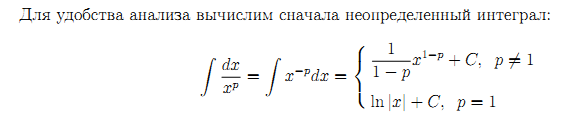 Для удобства анализа вычислим сначала неопределенный интеграл:
∫ dx/x^p = ∫ x^{-p}dx = { 1/(1 − p) x^{1−p} + C, p ≠ 1
ln |x| + C, p = 1